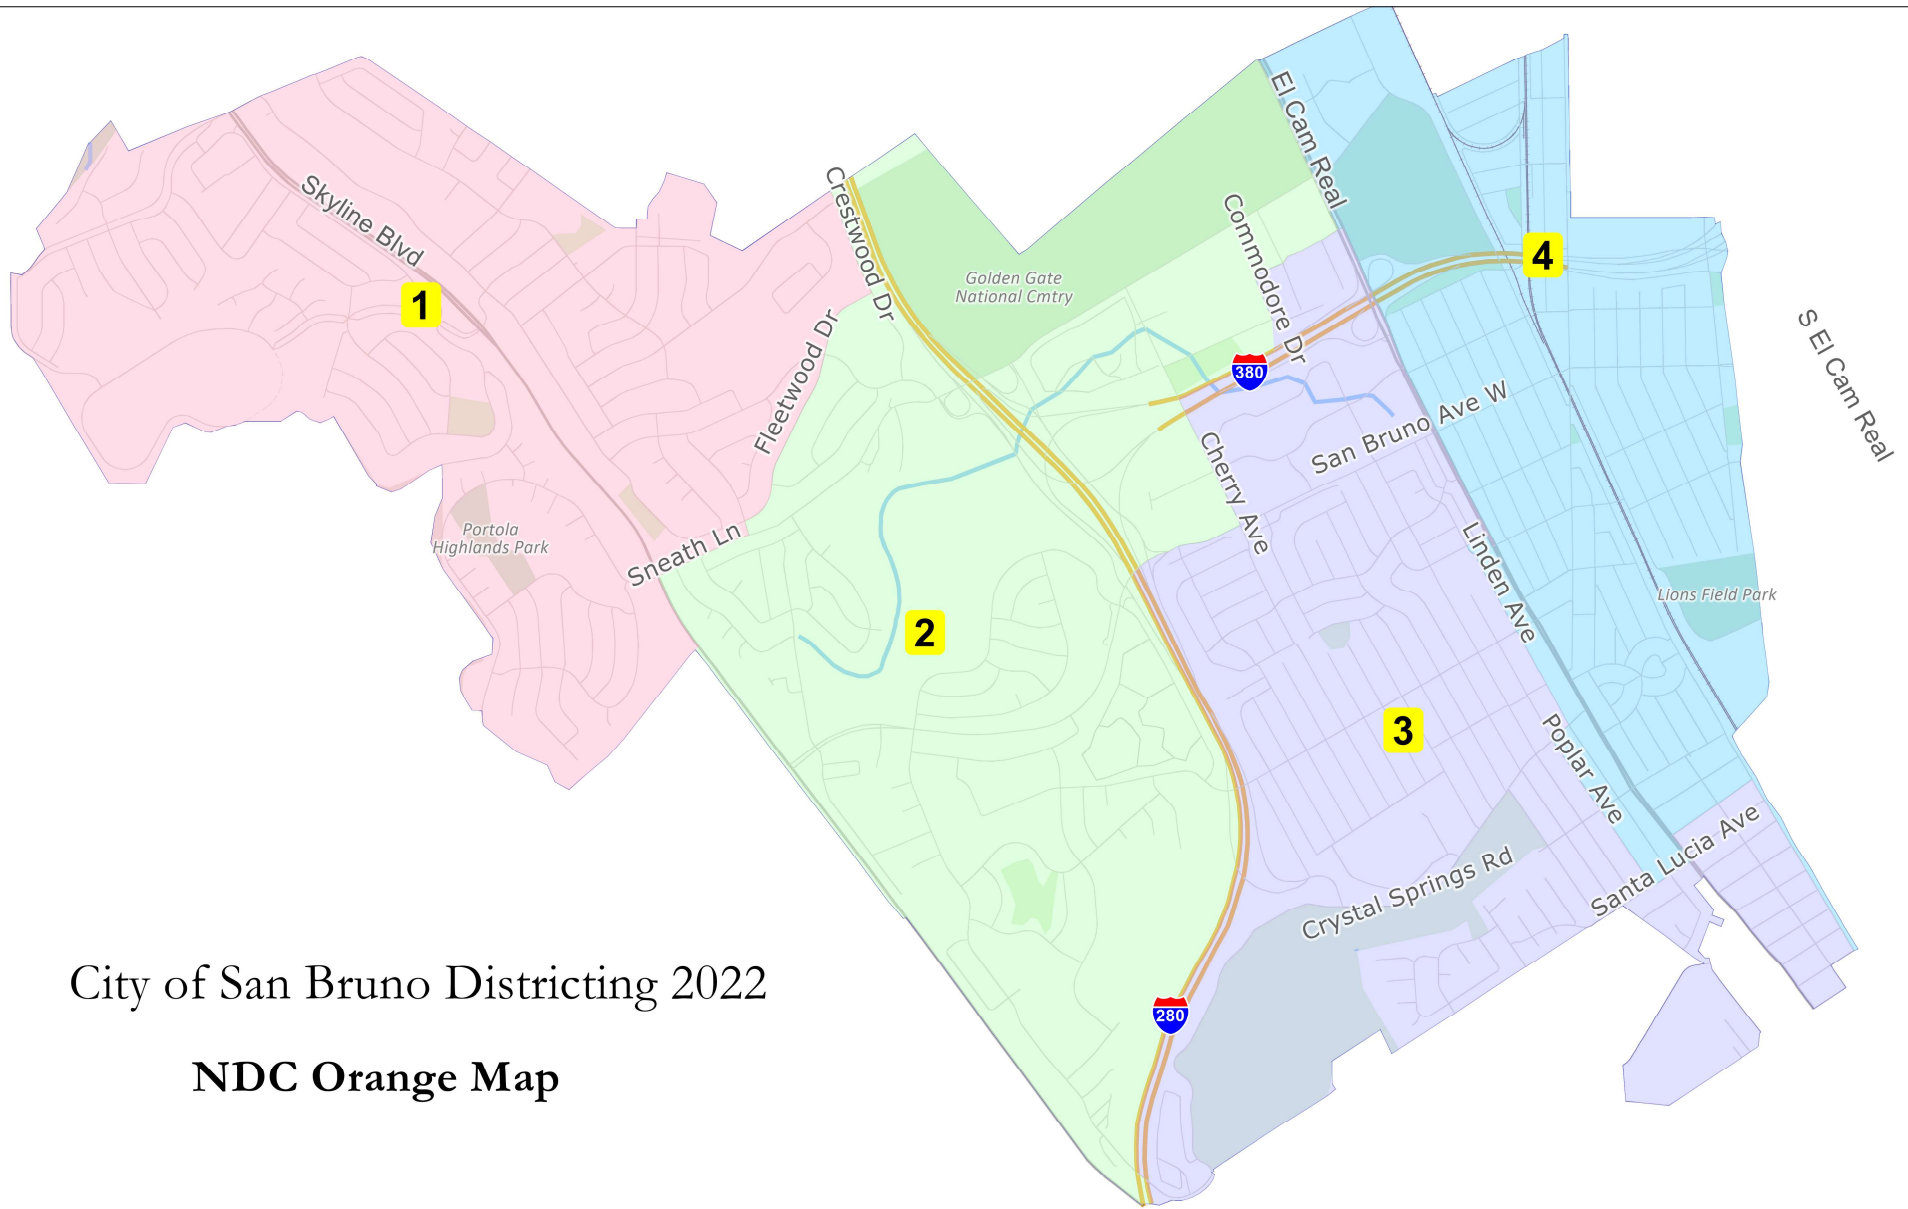 El Cam Real
Crestwood Dr
Skyline Blvd
Commodore Dr
4
Golden Gate
National Cmtry
1
Fleetwood Dr
S El Cam Real
380
San Bruno Ave W
Cherry Ave
Portola
Highlands Park
Sneath Ln
Linden Ave
Lions Field Park
2
3
Poplar Ave
Santa Lucia Ave
Crystal Springs Rd
City of San Bruno Districting 2022
280
NDC Orange Map